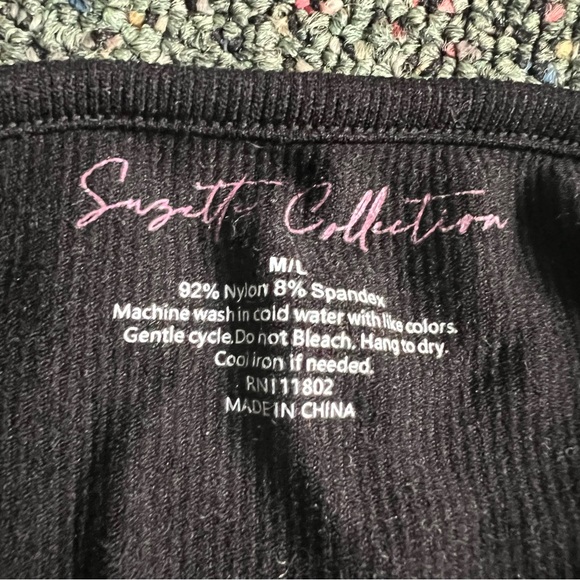 Suzette Collection
M/L
92% Nylon 8% Spandex
Machine wash in cold water with like colors.
Gentle cycle.Do not Bleach. Hang to dry.
Cool iron if needed.
RN111802
MADE IN CHINA